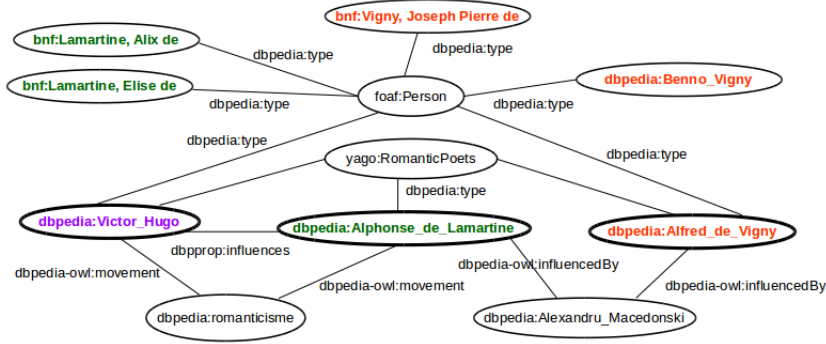 bnf:Vigny, Joseph Pierre de
bnf:Lamartine, Alix de
dbpedia:type
dbpedia:type
bnf:Lamartine, Elise de
dbpedia:Benno_Vigny
dbpedia:type
foaf:Person
dbpedia:type
dbpedia:type
dbpedia:type
yago:RomanticPoets
dbpedia:type
dbpedia:Victor_Hugo
dbpedia:Alphonse_de_Lamartine
dbpedia:Alfred_de_Vigny
dbpprop:influences
dbpedia-owl:movement
dbpedia-owl:influencedBy
dbpedia-owl:movement
dbpedia-owl:influencedBy
dbpedia:romanticisme
dbpedia:Alexandru_Macedonski